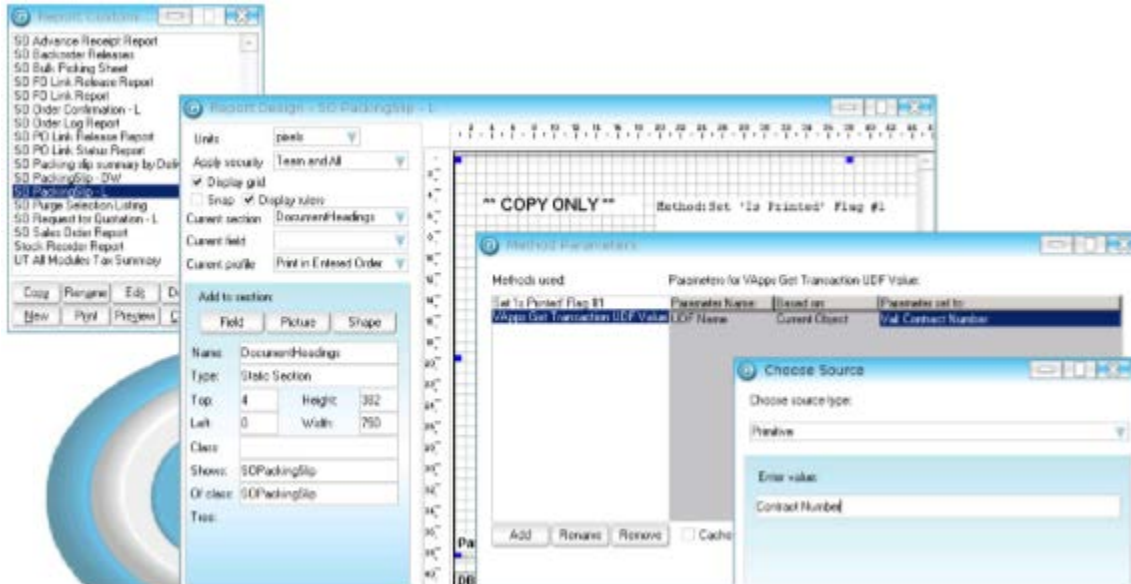 Report Custom
SO Advance Receipt Report
SO Backorder Releases
SO Bulk Picking Sheet
SO FO Link Release Report
SO FO Link Report
SO Order Confirmation - L
SO Order Log Report
SO PO Link Release Report
SO PO Link Status Report
SO Packing slip summary by Deli
SO PackingSlip - DW
SO PackingSlip - L
SO Purge Selection Listing
SO Request for Quotation - L
SO Sales Order Report
Stock Reorder Report
UT All Modules Tax Summary
Copy Rename Edit D
New Print Preview C
Report Design - SO PackingSlip - L
Units pixels
Apply security Team and All
Display grid
Snap Display rulers
Current section DocumentHeadings
Current field
Current profile Print in Entered Order
Add to section:
Field Picture Shape
Name: DocumentHeadings
Type: Static Section
Top: 4 Height: 382
Left: 0 Width: 790
Class:
Shows: SOPackingSlip
Of class: SOPackingSlip
** COPY ONLY **
Method:Set 'Is Printed' Flag #1
Pa
DB
Method Parameters
Methods used: Parameters for VApps Get Transaction UDF Value:
Set 'Is Printed' Flag #1 Parameter Name: Based on: Parameter set to:
VApps Get Transaction UDF Value UDF Name Current Object Contract Number
Add Rename Remove Cache
Choose Source
Choose source type:
Primitive
Enter value:
Contract Number